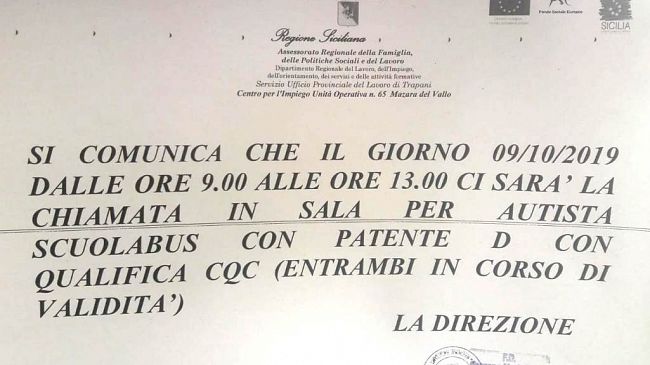 Regione Siciliana
Assessorato Regionale della Famiglia,
delle Politiche Sociali e del Lavoro
Dipartimento Regionale del Lavoro, dell'Impiego,
dell'orientamento, dei servizi e delle attività formative
Servizio Ufficio Provinciale del Lavoro di Trapani
Centro per l'Impiego Unità Operativa n. 65 Mazara del Vallo
Fondo Sociale Europeo
SICILIA
SI COMUNICA CHE IL GIORNO 09/10/2019
DALLE ORE 9.00 ALLE ORE 13.00 CI SARA' LA
CHIAMATA IN SALA PER AUTISTA
SCUOLABUS CON PATENTE D CON
QUALIFICA CQC (ENTRAMBI IN CORSO DI
VALIDITA')
LA DIREZIONE